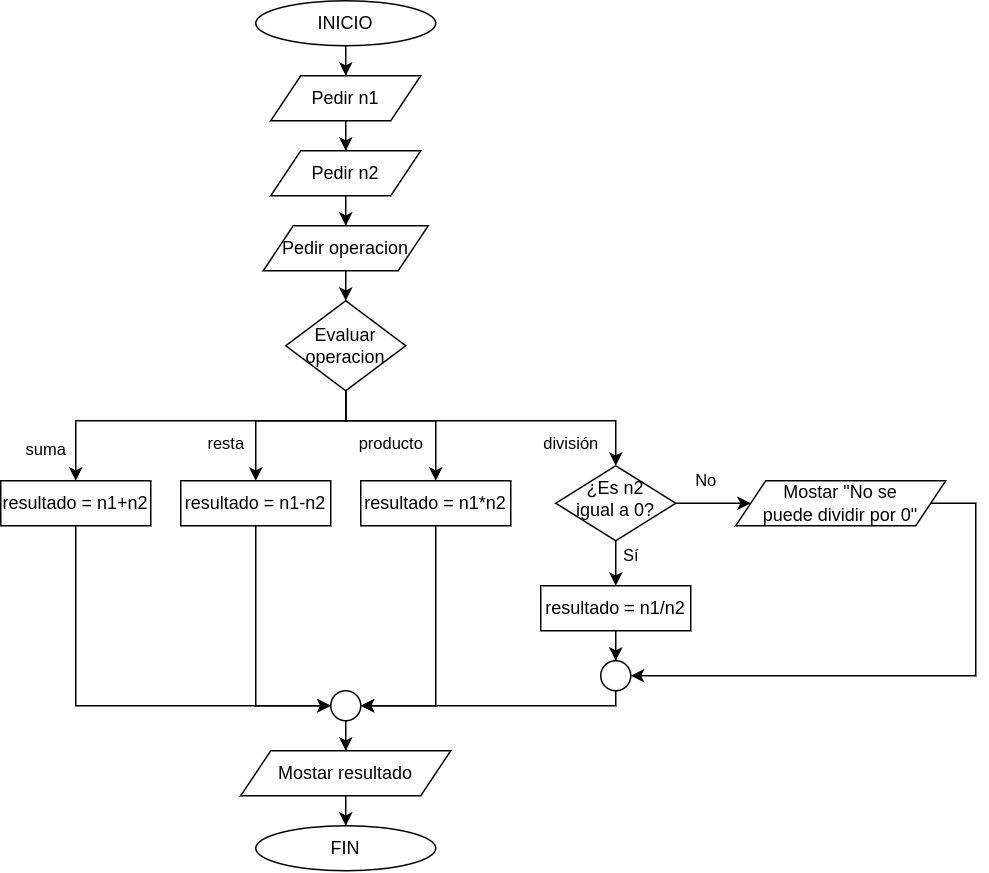 INICIO
Pedir n1
Pedir n2
Pedir operacion
Evaluar
operacion
suma
resta
producto
división
resultado = n1+n2
resultado = n1-n2
resultado = n1*n2
¿Es n2
igual a 0?
No
Mostar "No se
puede dividir por 0"
Sí
resultado = n1/n2
Mostar resultado
FIN